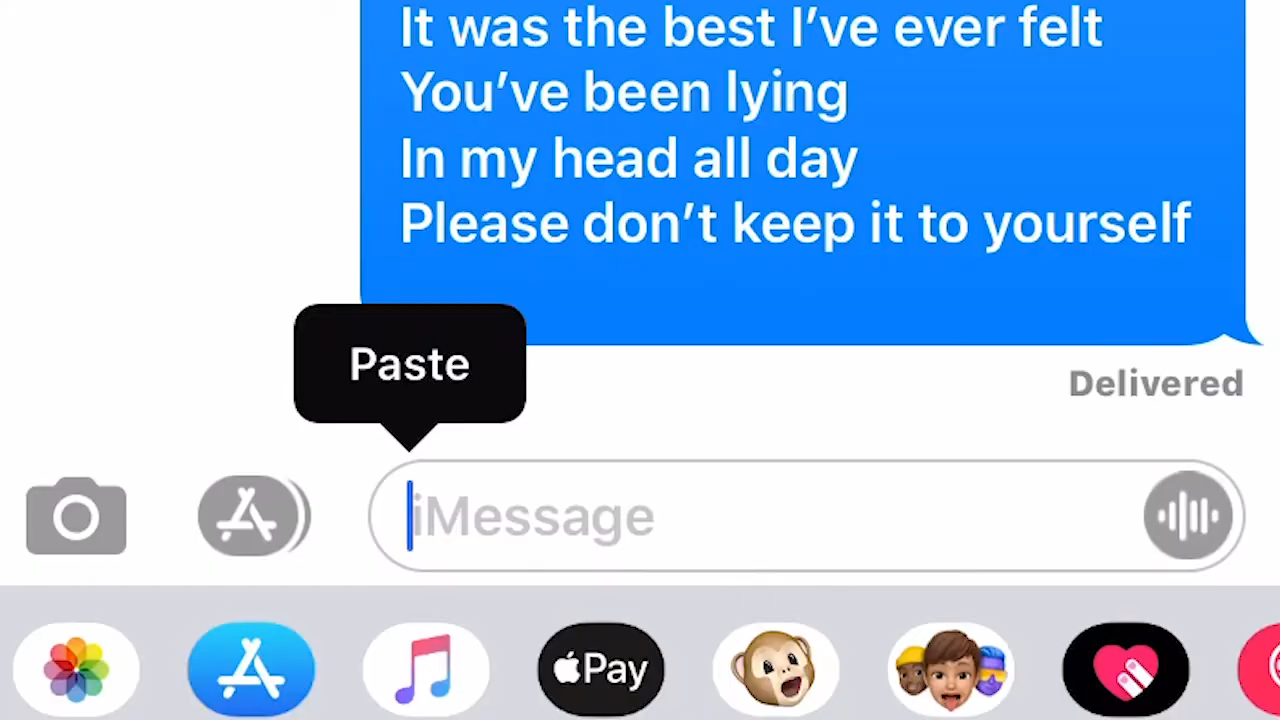 It was the best I’ve ever felt
You’ve been lying
In my head all day
Please don’t keep it to yourself
Paste
Delivered
iMessage
Pay